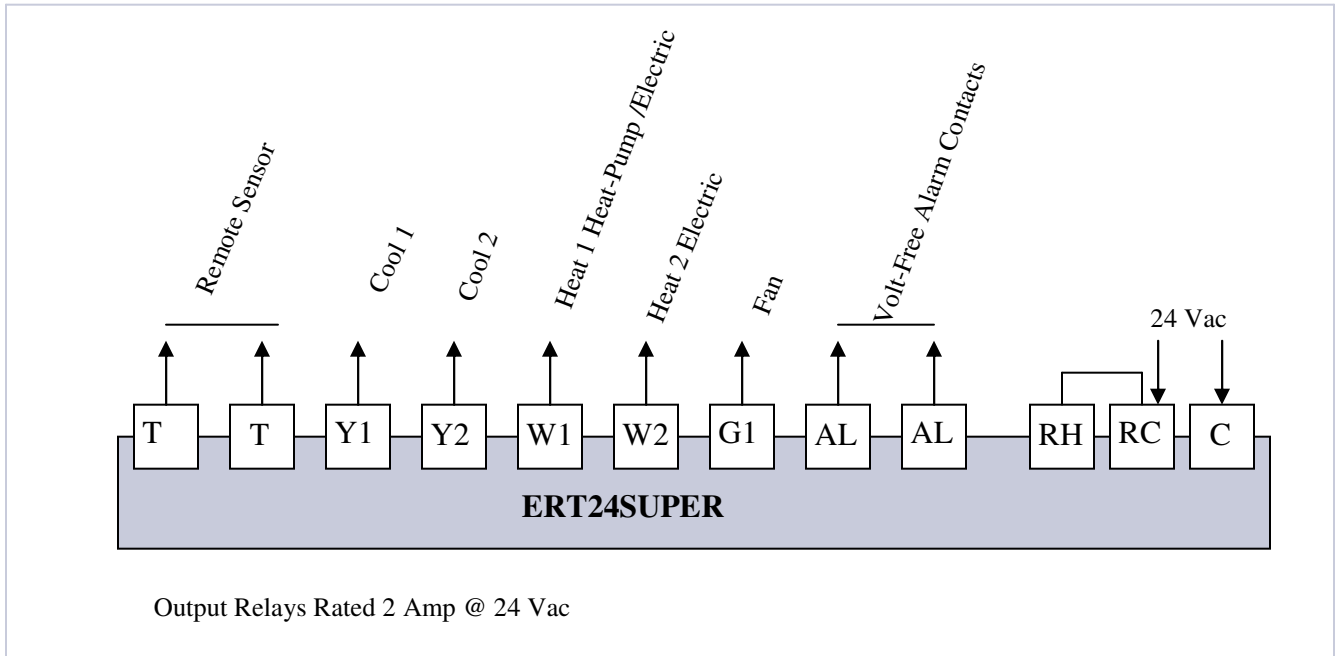 Remote Sensor
Cool 1
Cool 2
Heat 1 Heat-Pump /Electric
Heat 2 Electric
Fan
Volt-Free Alarm Contacts
24 Vac
T T Y1 Y2 W1 W2 G1 AL AL RH RC C
ERT24SUPER
Output Relays Rated 2 Amp @ 24 Vac